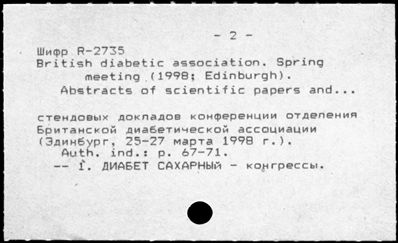 - 2 -
Шифр R-2735
British diabetic association. Spring
meeting (1998; Edinburgh).
Abstracts of scientific papers and...
стендовых докладов конференции отделения
Британской диабетической ассоциации
(Эдинбург, 25-27 марта 1998 г.).
Auth. ind.: p. 67-71.
-- 1. ДИАБЕТ САХАРНЫЙ - конгрессы.